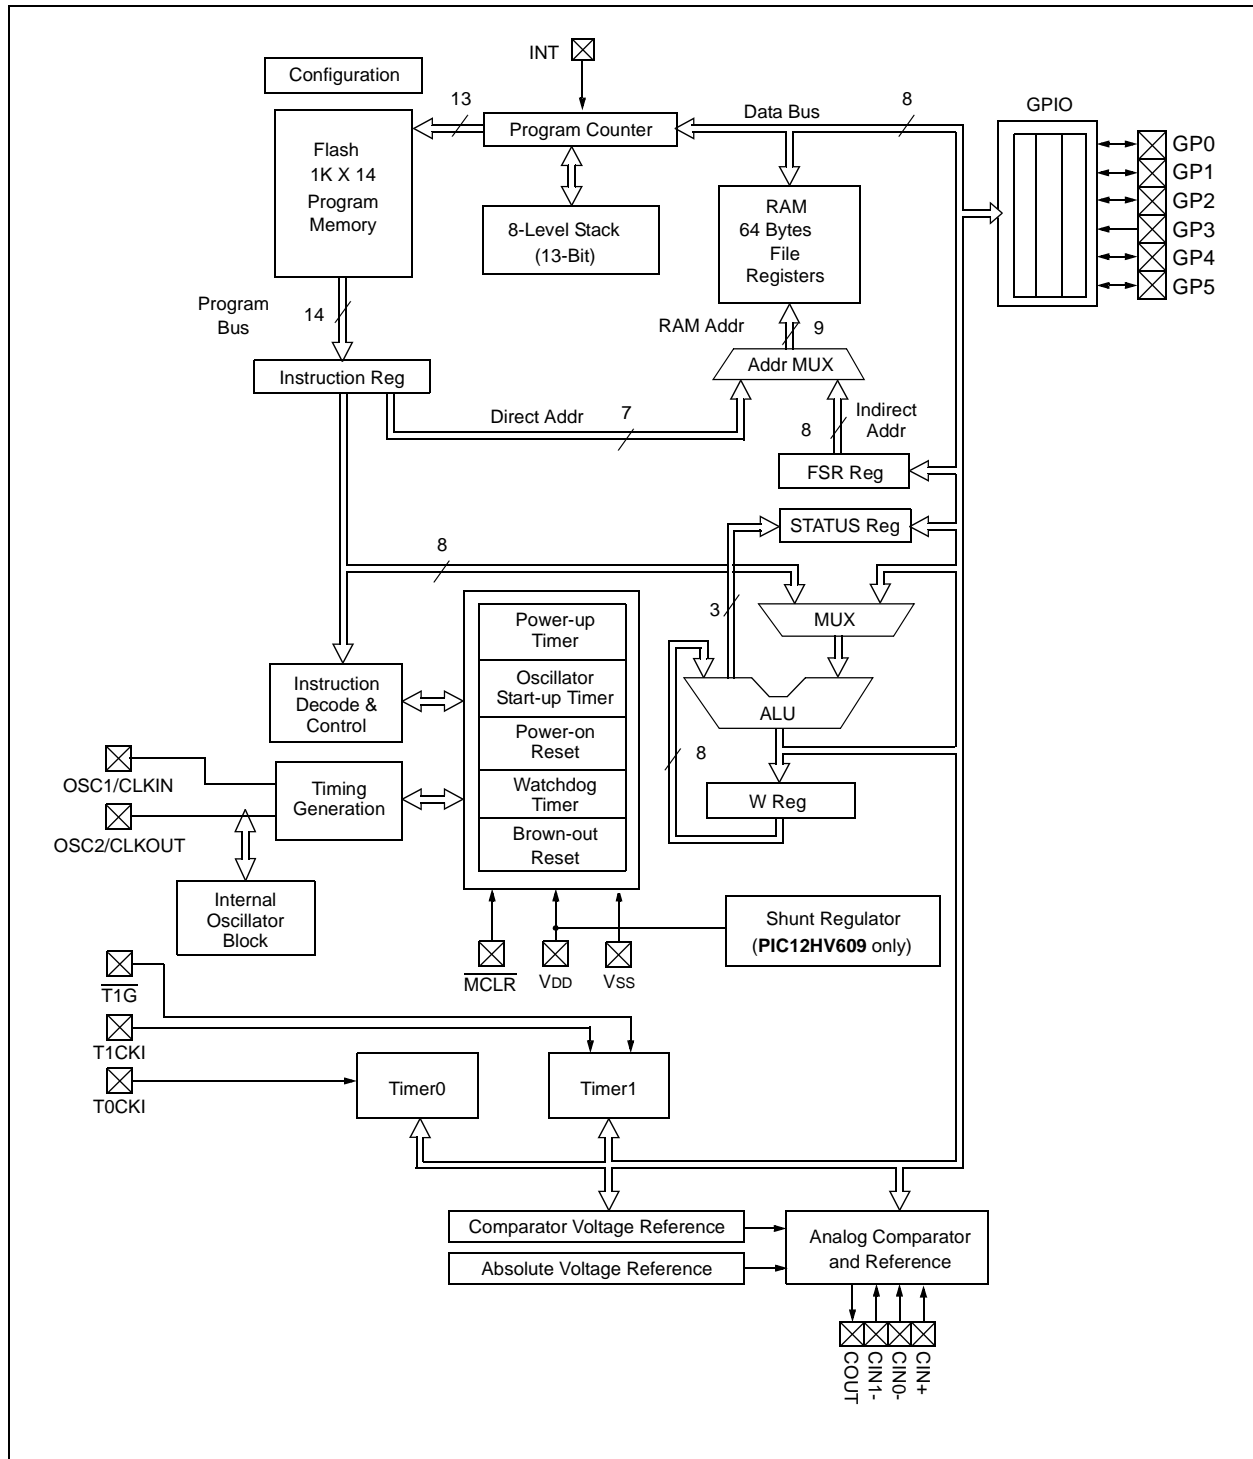 INT
Configuration
13
Program Counter
Data Bus
8
GPIO
Flash
1K X 14
Program
Memory
8-Level Stack
(13-Bit)
RAM
64 Bytes
File
Registers
GP0
GP1
GP2
GP3
GP4
GP5
Program
Bus
14
RAM Addr
9
Addr MUX
Instruction Reg
Direct Addr
7
8
Indirect
Addr
FSR Reg
STATUS Reg
8
3
MUX
Power-up
Timer
Oscillator
Start-up Timer
Power-on
Reset
Watchdog
Timer
Brown-out
Reset
Instruction
Decode &
Control
ALU
8
W Reg
OSC1/CLKIN
OSC2/CLKOUT
Timing
Generation
Internal
Oscillator
Block
Shunt Regulator
(PIC12HV609 only)
MCLR
VDD
VSS
T1G
T1CKI
T0CKI
Timer0
Timer1
Comparator Voltage Reference
Absolute Voltage Reference
Analog Comparator
and Reference
COUT
CIN1-
CIN0-
CIN+